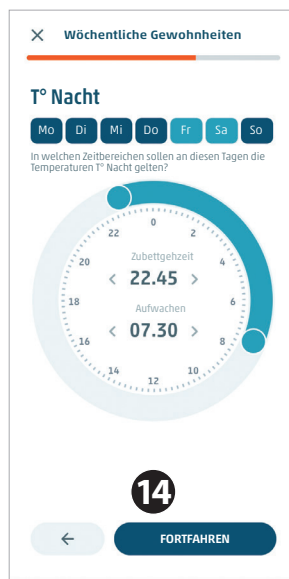 Wöchentliche Gewohnheiten
T° Nacht
Mo Di Mi Do Fr Sa So
In welchen Zeitbereichen sollen an diesen Tagen die
Temperaturen T° Nacht gelten?
0
22 2
Zubettgehzeit
20 4
22.45
18 Aufwachen 6
07.30
16 8
14 10
12
14
FORTFAHREN